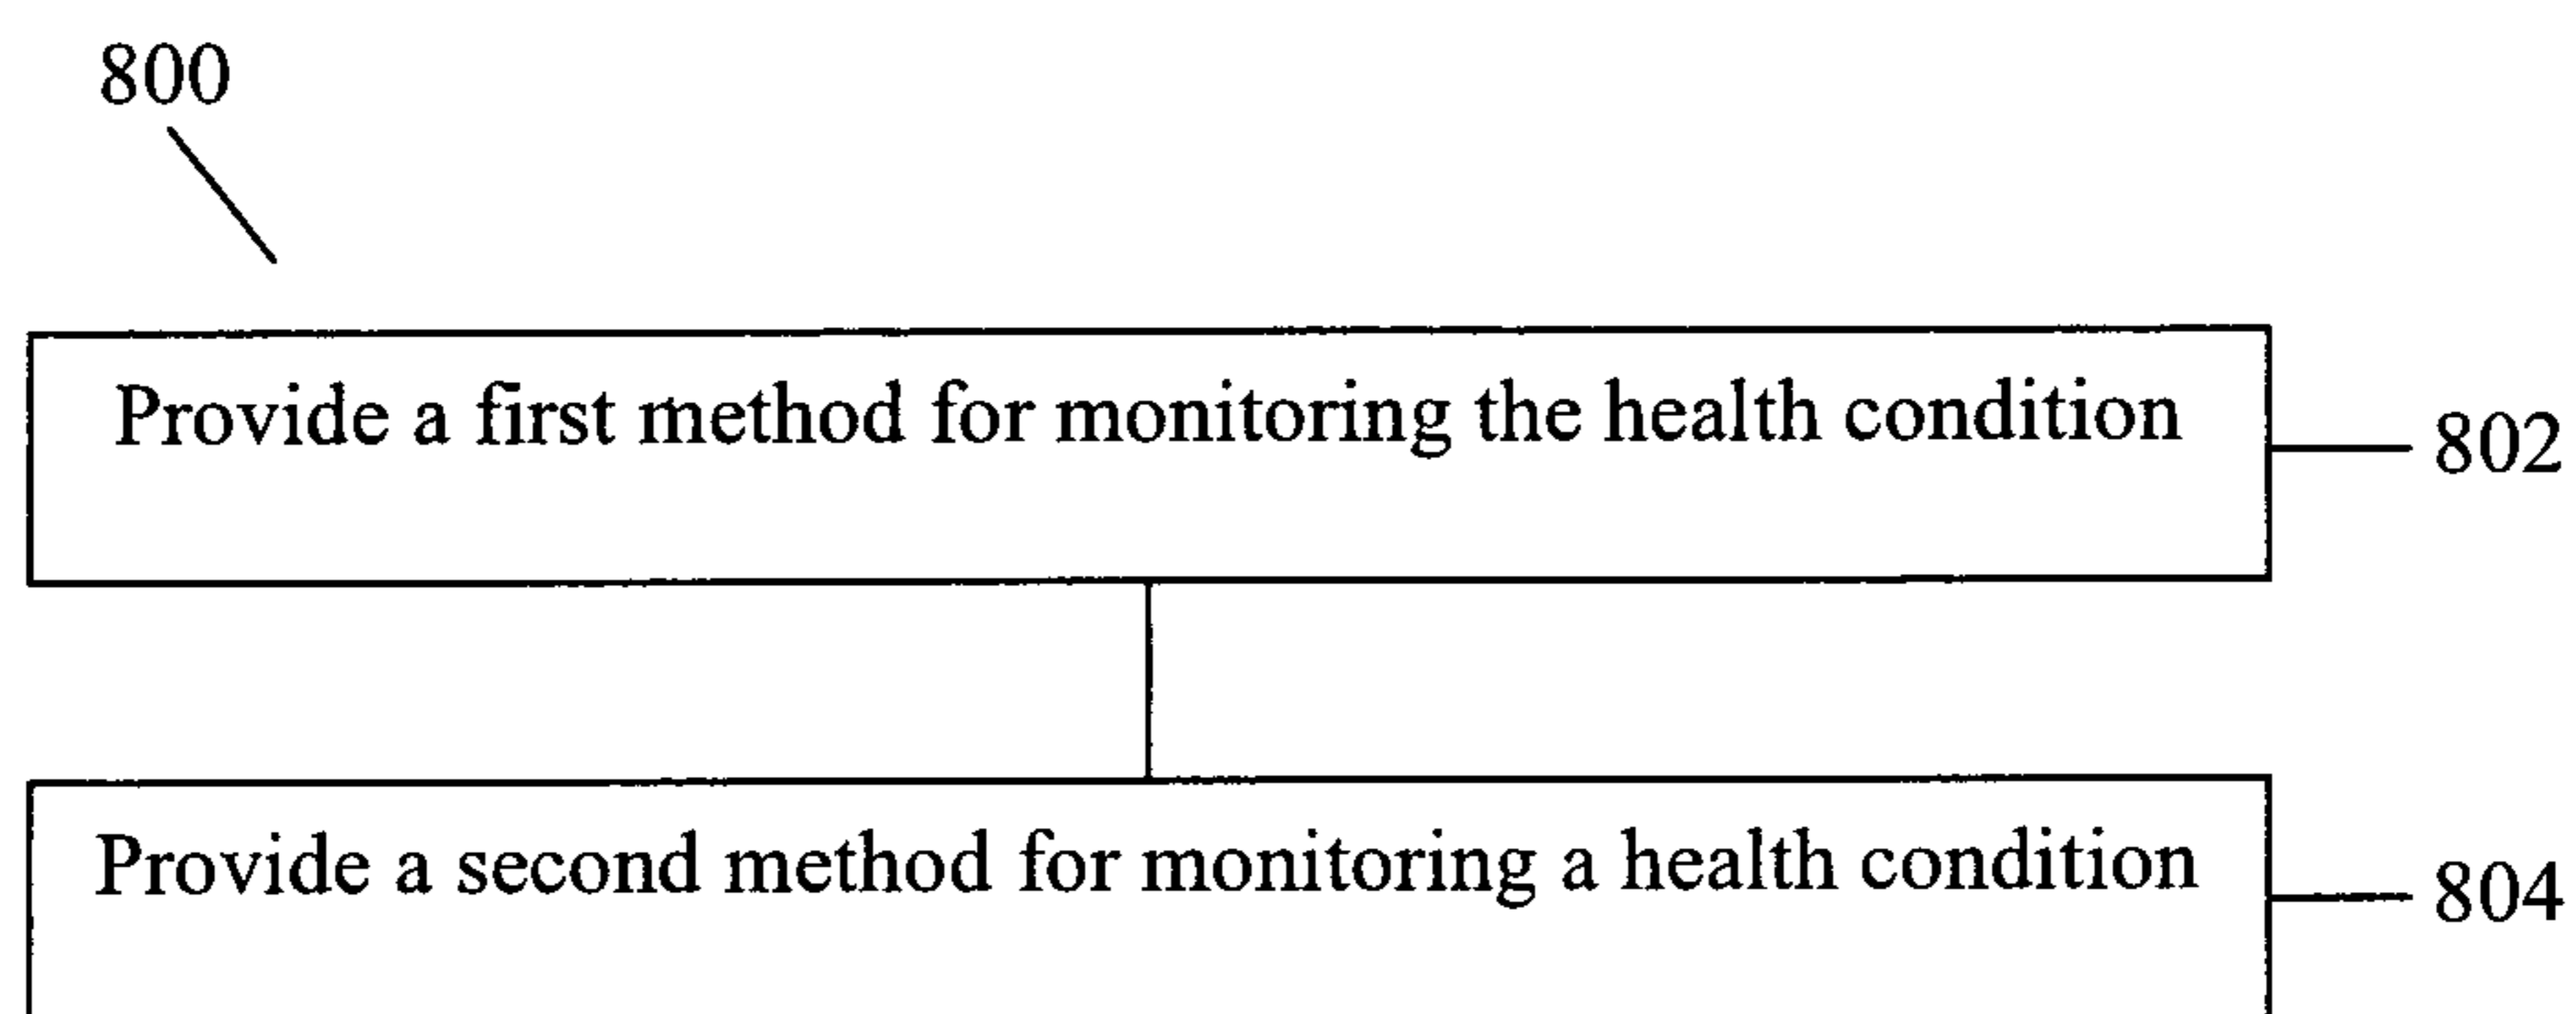 800
Provide a first method for monitoring the health condition
802
Provide a second method for monitoring a health condition
804